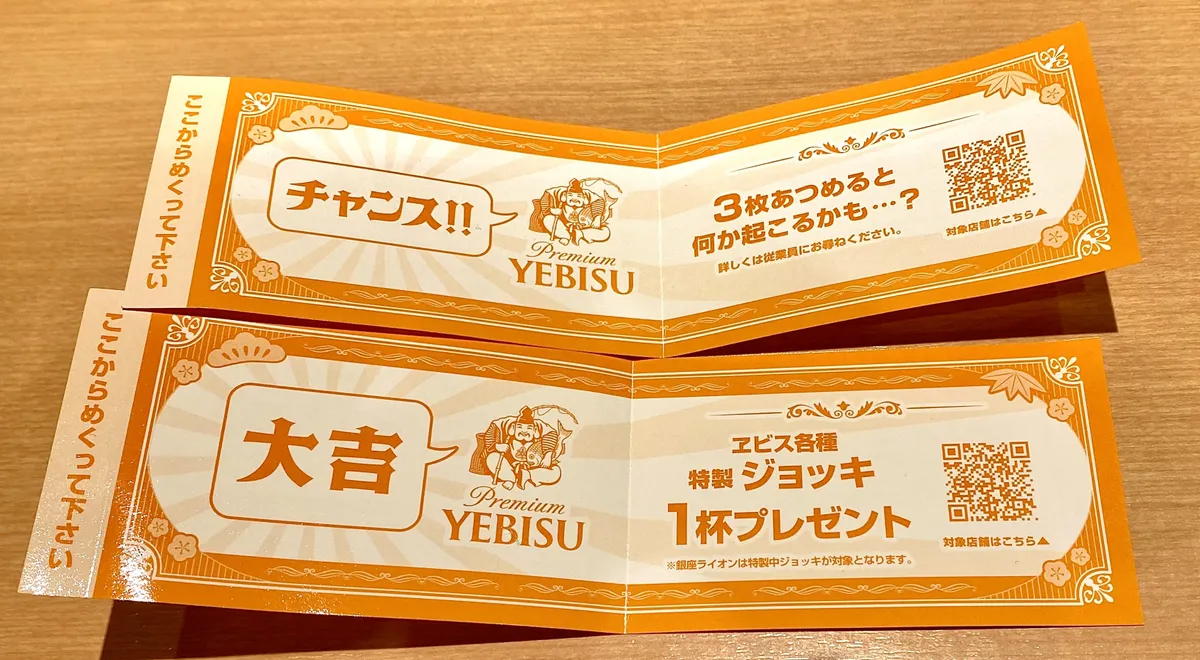 ここからめくって下さい
チャンス!!
Premium
YEBISU
3枚あつめると
何か起こるかも…?
詳しくは従業員にお尋ねください。
対象店舗はこちら▲
ここからめくって下さい
大吉
Premium
YEBISU
ヱビス各種
特製 ジョッキ
1杯プレゼント
※銀座ライオンは特製中ジョッキが対象となります。
対象店舗はこちら▲